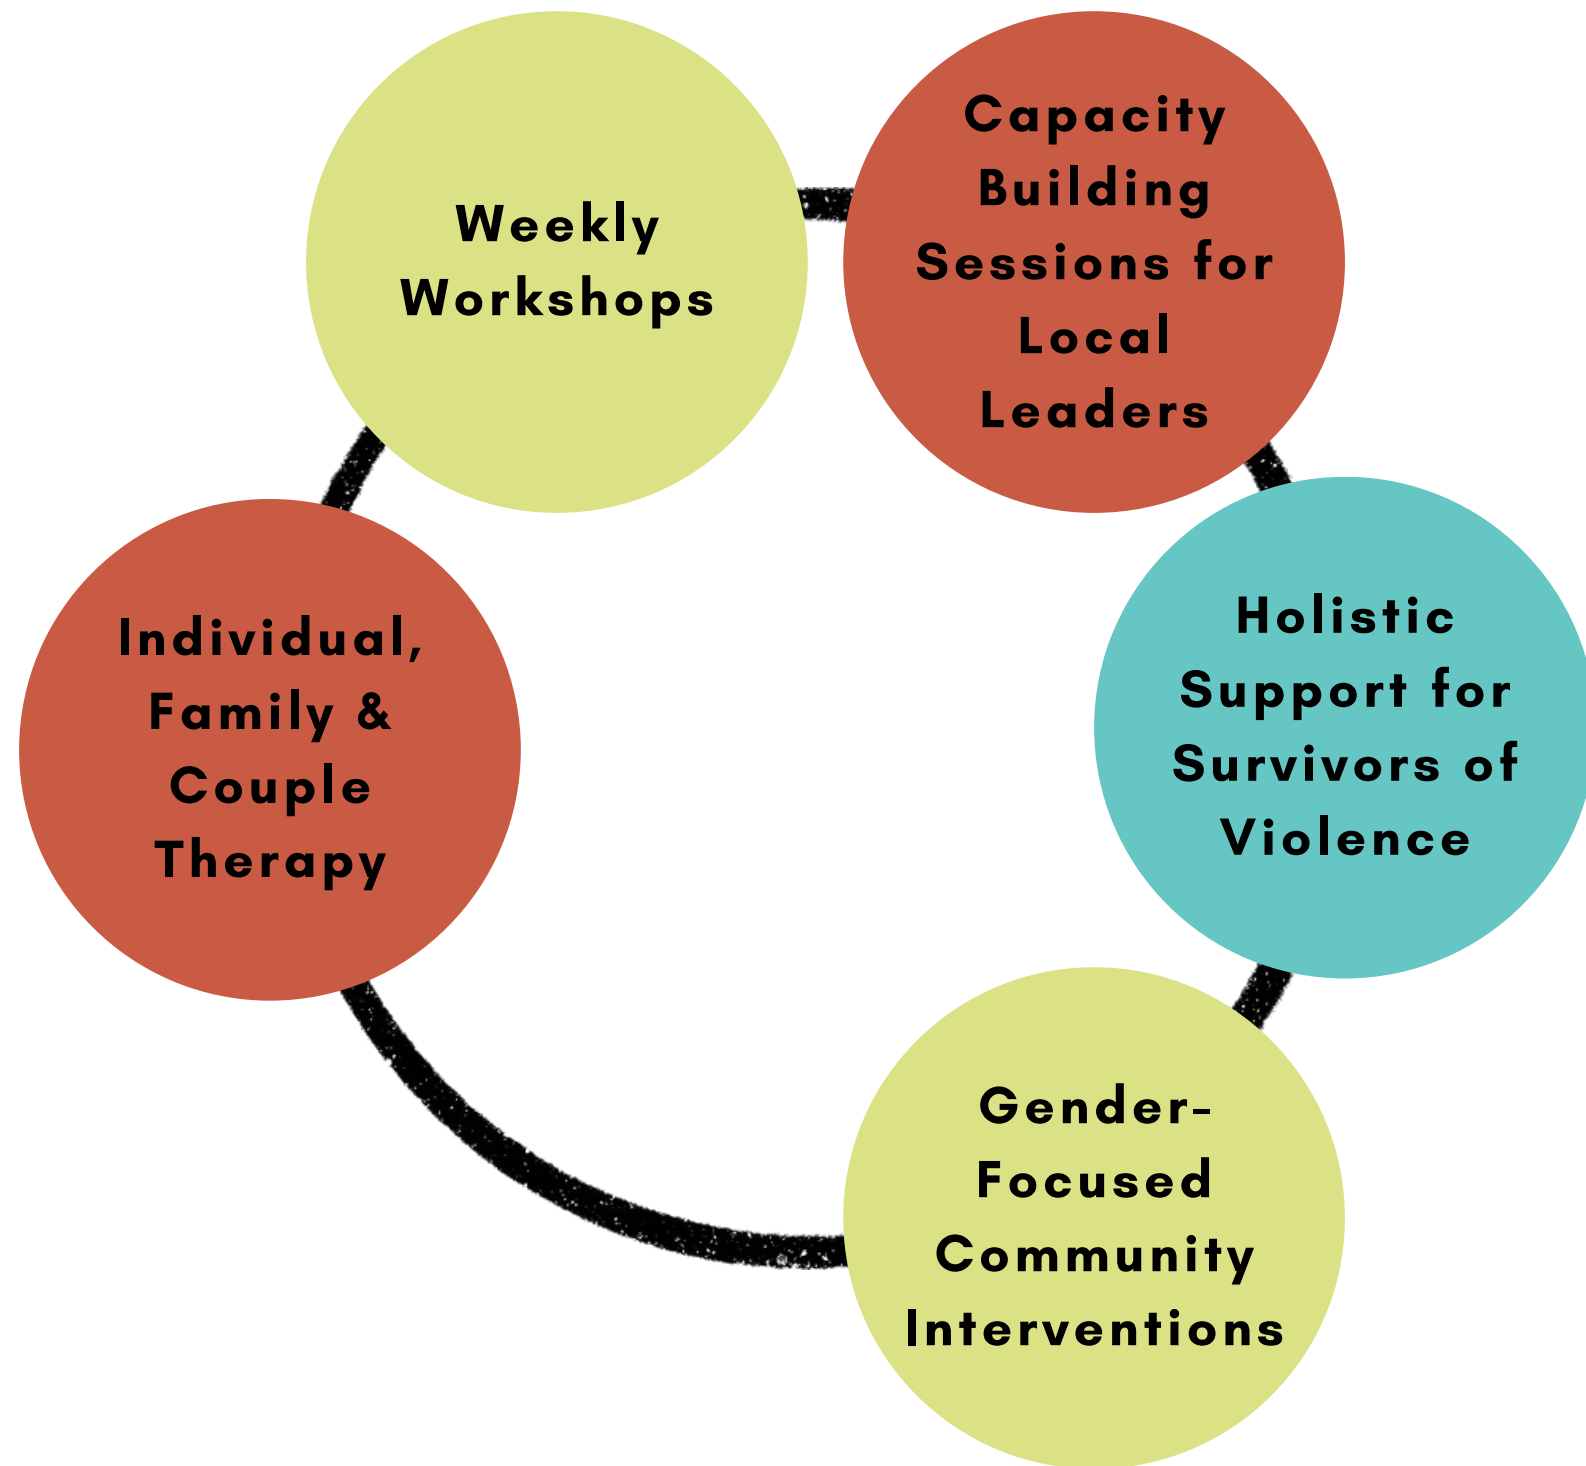 Weekly
Workshops
Capacity
Building
Sessions for
Local
Leaders
Individual,
Family &
Couple
Therapy
Holistic
Support for
Survivors of
Violence
Gender-
Focused
Community
Interventions